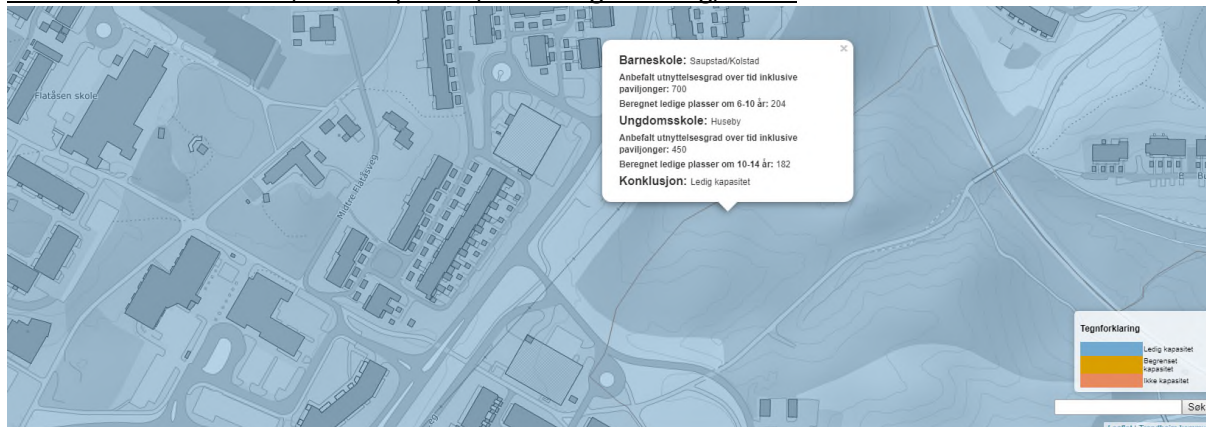 Flatåsen skole
Midtre Flatåsveg
×
Barneskole: Saupstad/Kolstad
Anbefalt utnyttelsesgrad over tid inklusive
paviljonger: 700
Beregnet ledige plasser om 6-10 år: 204
Ungdomsskole: Huseby
Anbefalt utnyttelsesgrad over tid inklusive
paviljonger: 450
Beregnet ledige plasser om 10-14 år: 182
Konklusjon: Ledig kapasitet
Tegnforklaring
Ledig kapasitet
Begrenset
kapasitet
Ikke kapasitet
Søk